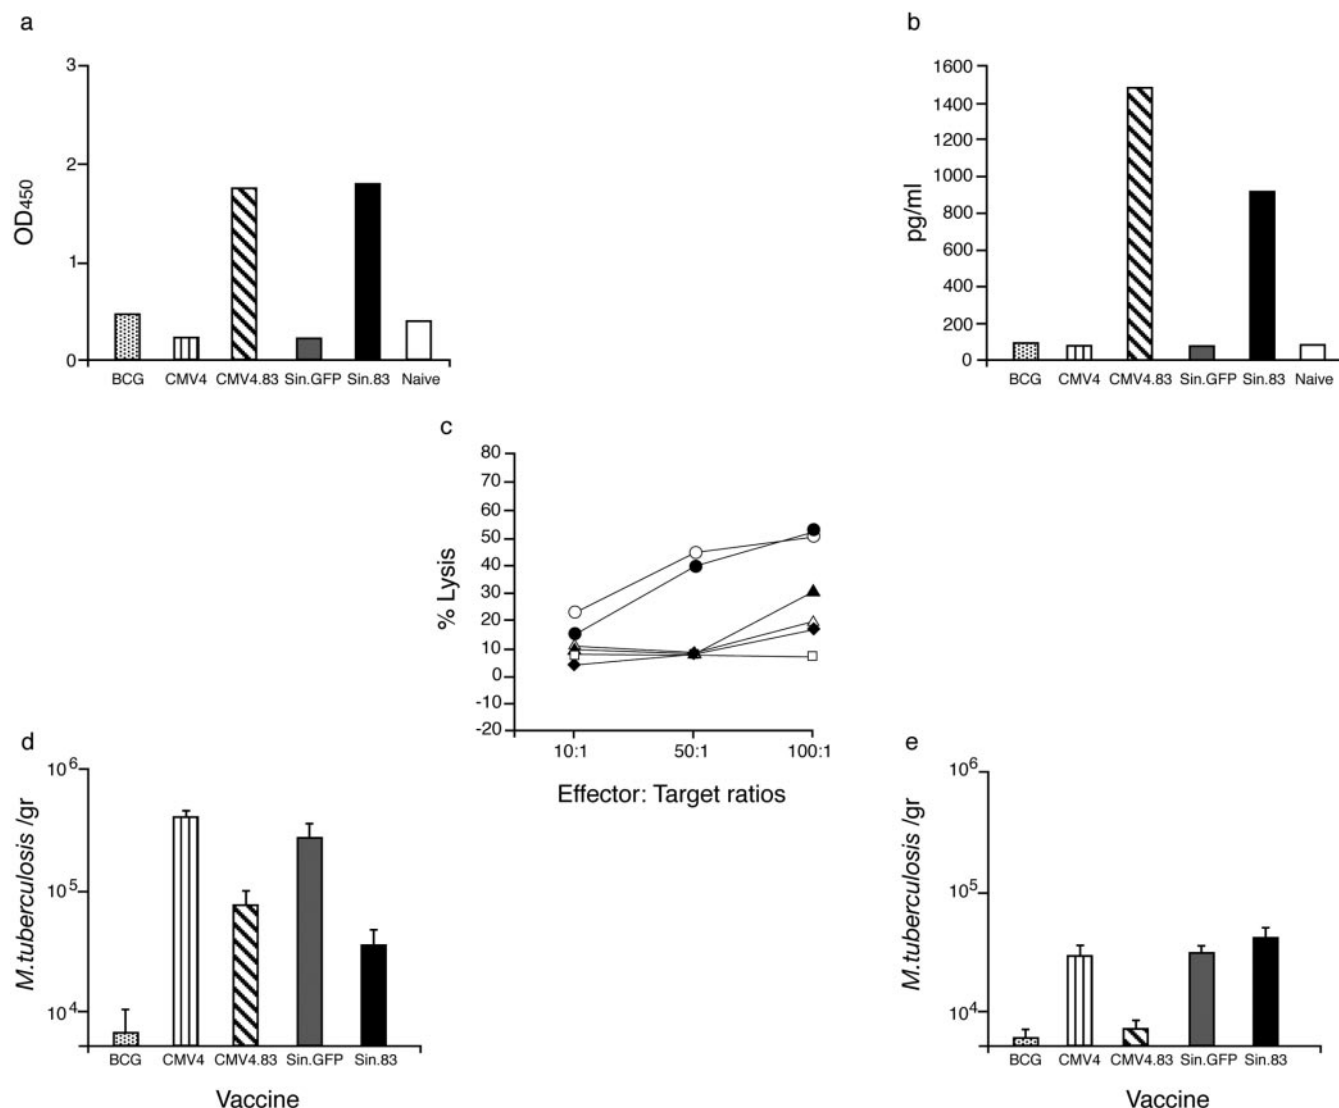 a
3
2
1
0
OD450
BCG CMV4 CMV4.83 Sin.GFP Sin.83 Naive
b
1600
1400
1200
1000
800
600
400
200
0
pg/ml
BCG CMV4 CMV4.83 Sin.GFP Sin.83 Naive
c
80
70
60
50
40
30
20
10
0
-10
-20
% Lysis
10:1 50:1 100:1
Effector: Target ratios
d
10^6
10^5
10^4
M.tuberculosis /gr
BCG CMV4 CMV4.83 Sin.GFP Sin.83
Vaccine
e
10^6
10^5
10^4
M.tuberculosis /gr
BCG CMV4 CMV4.83 Sin.GFP Sin.83
Vaccine